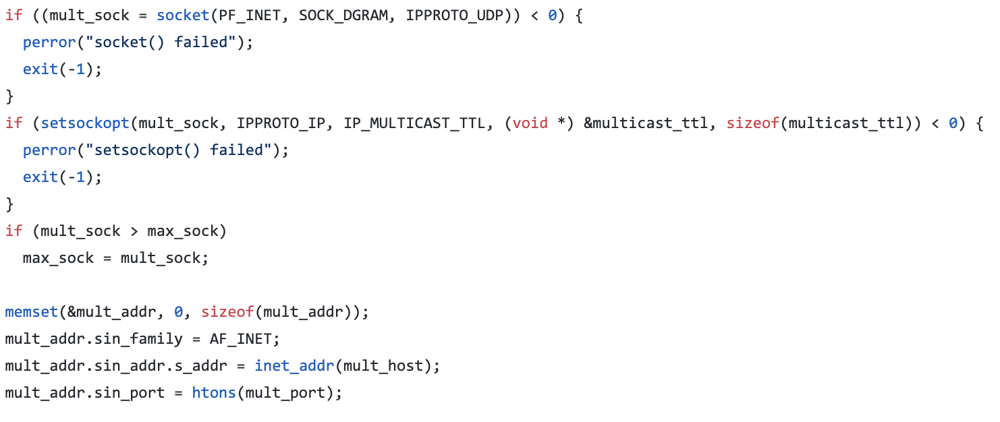 if ((mult_sock = socket(PF_INET, SOCK_DGRAM, IPPROTO_UDP)) < 0) {
  perror("socket() failed");
  exit(-1);
}
if (setsockopt(mult_sock, IPPROTO_IP, IP_MULTICAST_TTL, (void *) &multicast_ttl, sizeof(multicast_ttl)) < 0) {
  perror("setsockopt() failed");
  exit(-1);
}
if (mult_sock > max_sock)
  max_sock = mult_sock;

memset(&mult_addr, 0, sizeof(mult_addr));
mult_addr.sin_family = AF_INET;
mult_addr.sin_addr.s_addr = inet_addr(mult_host);
mult_addr.sin_port = htons(mult_port);